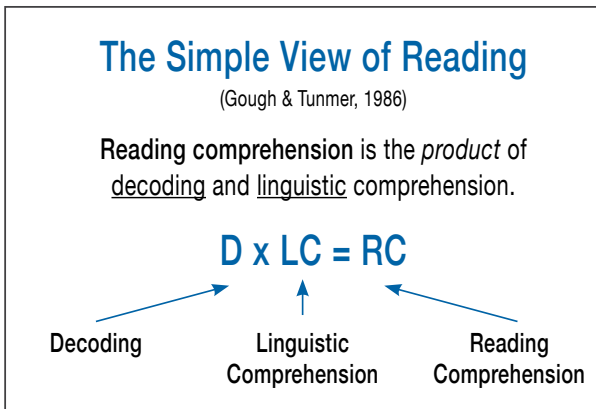 The Simple View of Reading
(Gough & Tunmer, 1986)
Reading comprehension is the product of
decoding and linguistic comprehension.
D x LC = RC
Decoding
Linguistic
Comprehension
Reading
Comprehension